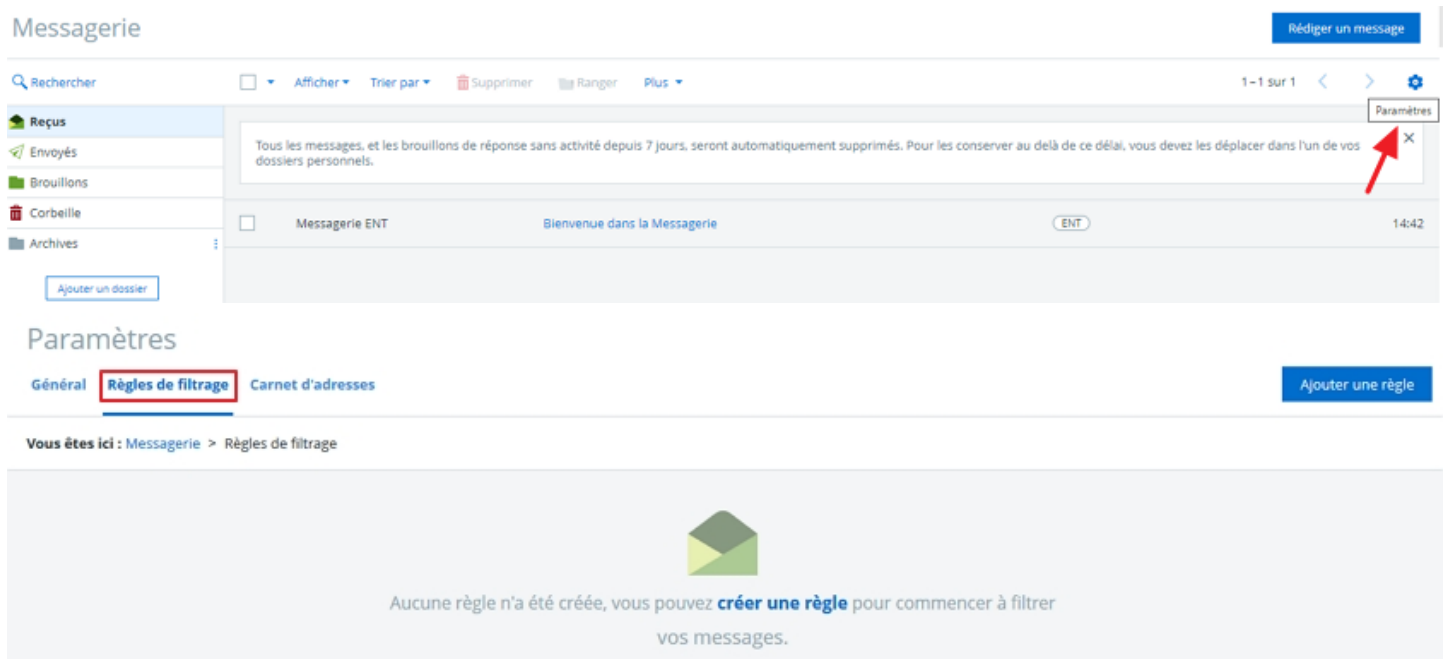 Messagerie
Rédiger un message
Rechercher
Afficher Trier par Supprimer Ranger Plus 1–1 sur 1
Paramètres
Reçus
Tous les messages, et les brouillons de réponse sans activité depuis 7 jours, seront automatiquement supprimés. Pour les conserver au delà de ce délai, vous devez les déplacer dans l'un de vos
dossiers personnels.
Envoyés
Brouillons
Corbeille
Messagerie ENT Bienvenue dans la Messagerie ENT 14:42
Archives
Ajouter un dossier
Paramètres
Général Règles de filtrage Carnet d'adresses
Ajouter une règle
Vous êtes ici : Messagerie > Règles de filtrage
Aucune règle n'a été créée, vous pouvez créer une règle pour commencer à filtrer
vos messages.